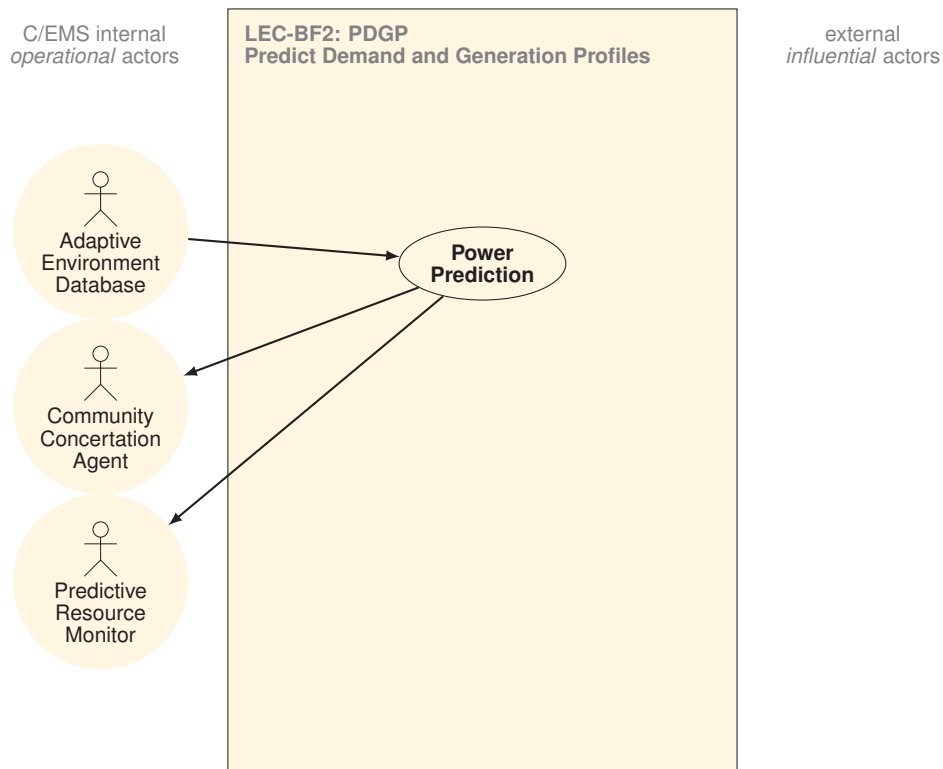 C/EMS internal
operational actors
LEC-BF2: PDGP
Predict Demand and Generation Profiles
external
influential actors
Adaptive
Environment
Database
Power
Prediction
Community
Concertation
Agent
Predictive
Resource
Monitor